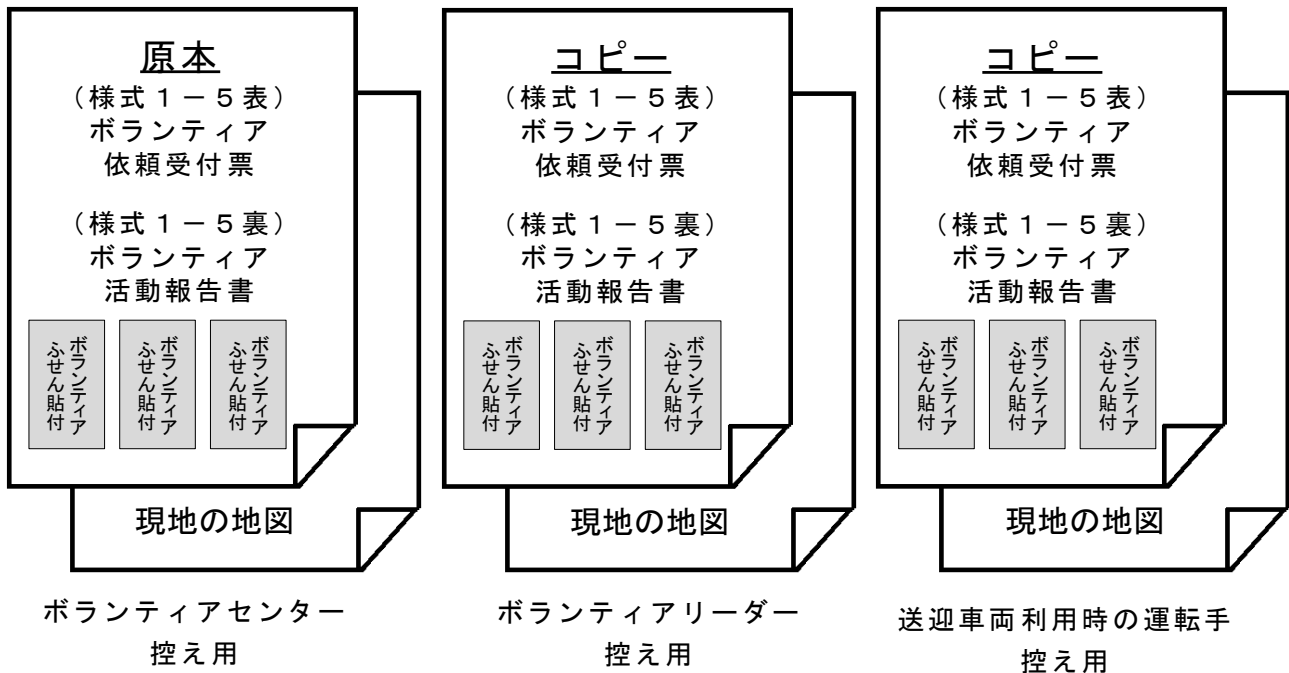 原本
（様式１－５表）
ボランティア
依頼受付票
（様式１－５裏）
ボランティア
活動報告書
ボランティア
ふせん貼付
ボランティア
ふせん貼付
ボランティア
ふせん貼付
現地の地図
ボランティアセンター
控え用
コピー
（様式１－５表）
ボランティア
依頼受付票
（様式１－５裏）
ボランティア
活動報告書
ボランティア
ふせん貼付
ボランティア
ふせん貼付
ボランティア
ふせん貼付
現地の地図
ボランティアリーダー
控え用
コピー
（様式１－５表）
ボランティア
依頼受付票
（様式１－５裏）
ボランティア
活動報告書
ボランティア
ふせん貼付
ボランティア
ふせん貼付
ボランティア
ふせん貼付
現地の地図
送迎車両利用時の運転手
控え用